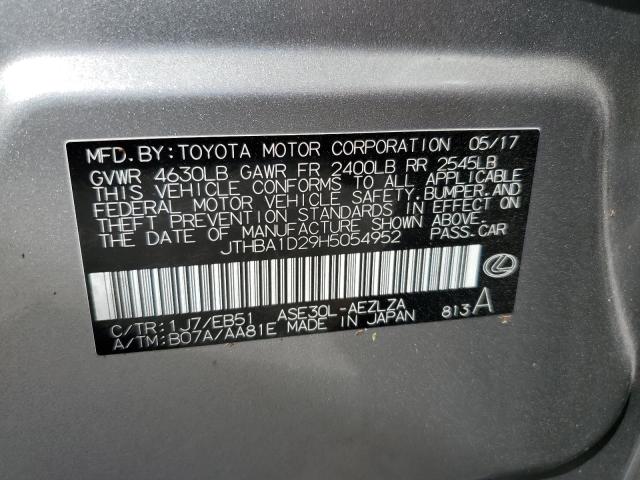 MFD. BY: TOYOTA MOTOR CORPORATION 05/17
GVWR 4630LB GAWR FR 2400LB RR 2545LB
THIS VEHICLE CONFORMS TO ALL APPLICABLE
FEDERAL MOTOR VEHICLE SAFETY, BUMPER, AND
THEFT PREVENTION STANDARDS IN EFFECT ON
THE DATE OF MANUFACTURE SHOWN ABOVE.
JTHBA1D29H5054952 PASS. CAR
C/TR: 1J7/EB51 ASE30L-AEZLZA
A/TM: B07A/AA81E MADE IN JAPAN 813A